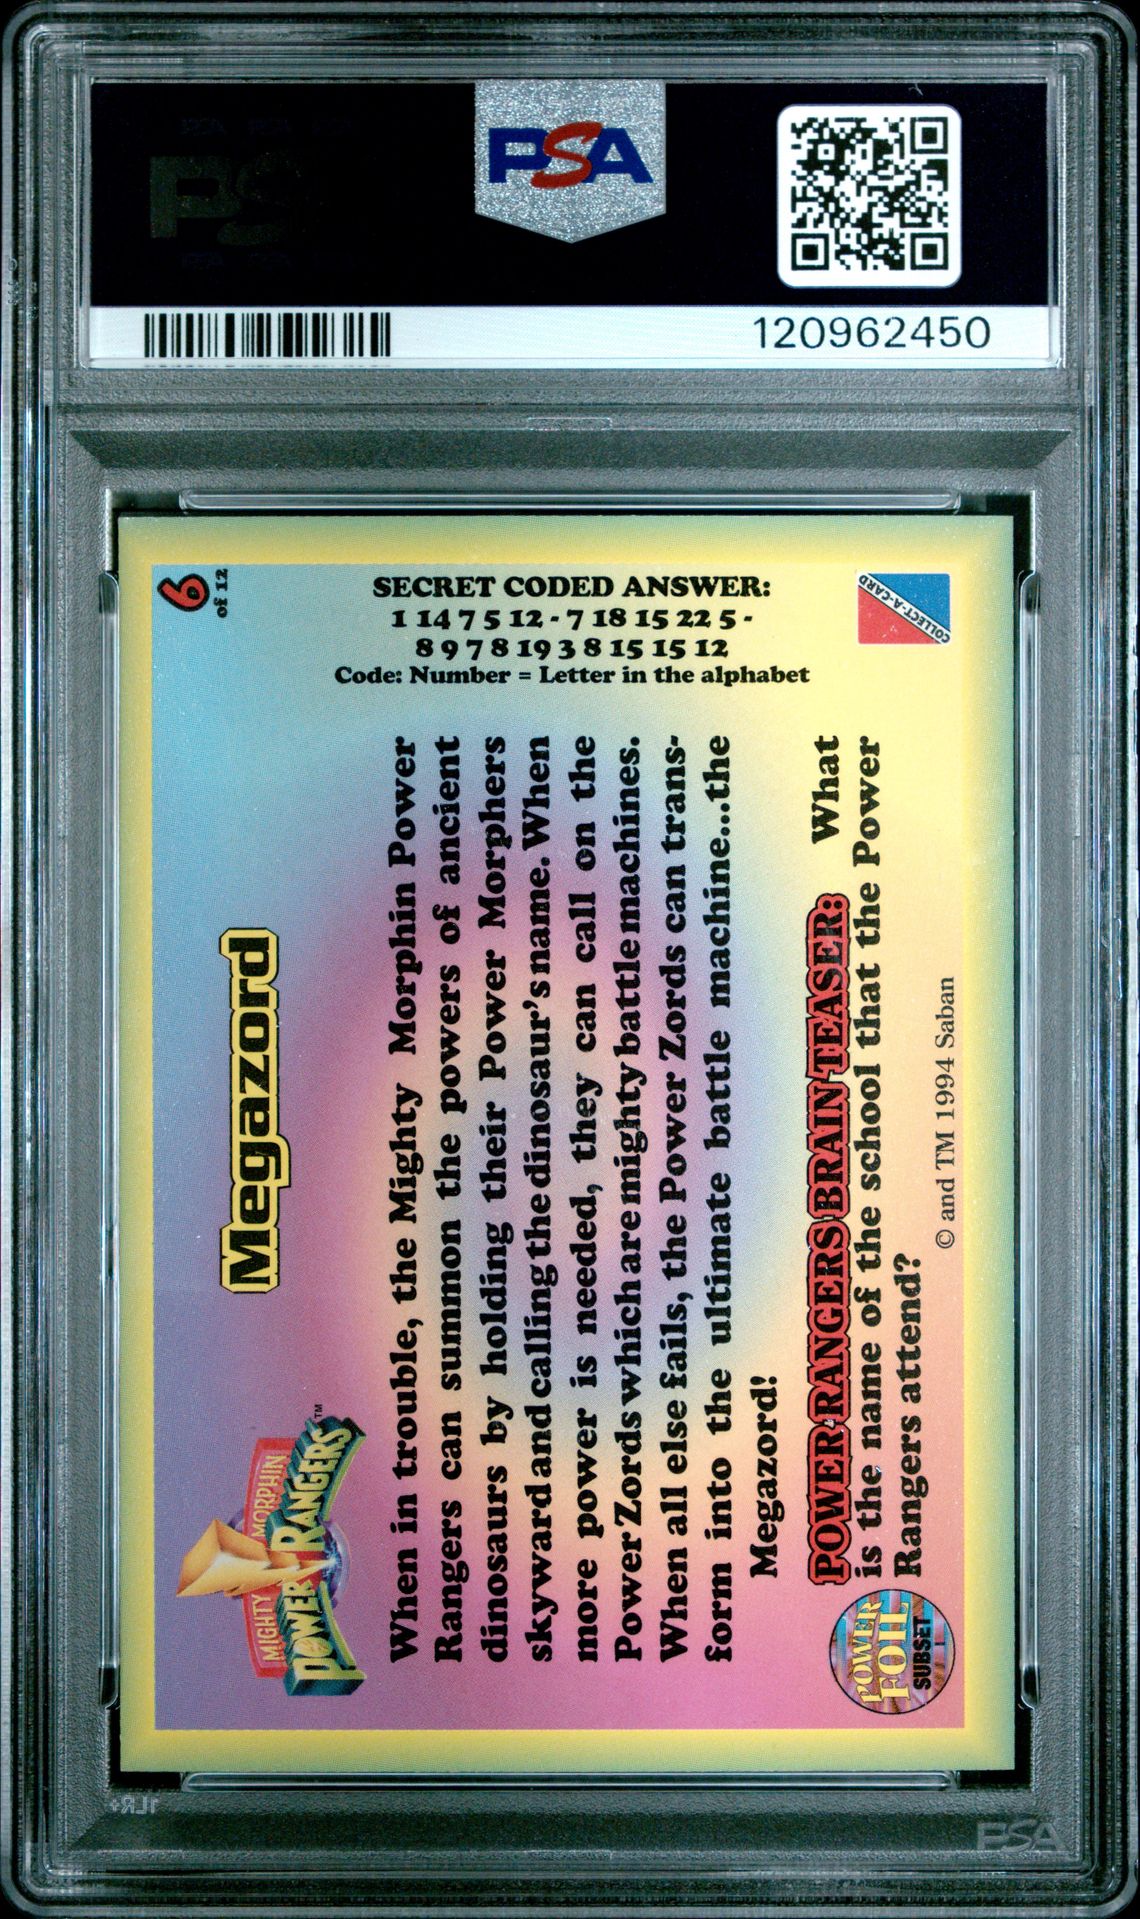 PSA
120962450
6
of 12
SECRET CODED ANSWER:
1 14 7 5 12 - 7 18 15 22 5 -
8 9 7 8 19 3 8 15 15 12
Code: Number = Letter in the alphabet
COLLECT-A-CARD
MIGHTY MORPHIN
POWER RANGERS™
Megazord
When in trouble, the Mighty Morphin Power
Rangers can summon the powers of ancient
dinosaurs by holding their Power Morphers
skyward and calling the dinosaur's name. When
more power is needed, they can call on the
Power Zords which are mighty battle machines.
When all else fails, the Power Zords can trans-
form into the ultimate battle machine...the
Megazord!
POWER RANGERS BRAIN TEASER: What
is the name of the school that the Power
Rangers attend?
© and TM 1994 Saban
POWER
FOIL
SUBSET
1LR+
PSA